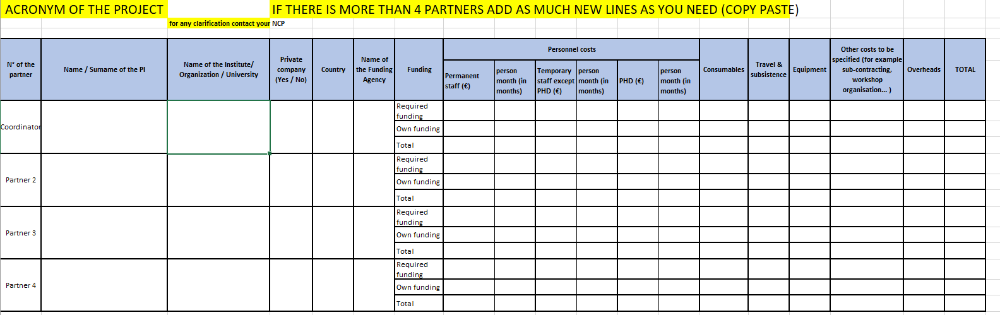 ACRONYM OF THE PROJECT
IF THERE IS MORE THAN 4 PARTNERS ADD AS MUCH NEW LINES AS YOU NEED (COPY PASTE)
for any clarification contact your NCP
N° of the
partner
Name / Surname of the PI
Name of the Institute/
Organization / University
Private
company
(Yes / No)
Country
Name of
the Funding
Agency
Funding
Personnel costs
Permanent
staff (€)
person
month (in
months)
Temporary
staff except
PHD (€)
person
month (in
months)
PHD (€)
person
month (in
months)
Consumables
Travel &
subsistence
Equipment
Other costs to be
specified (for example
sub-contracting,
workshop
organisation... )
Overheads
TOTAL
Coordinator
Required
funding
Own funding
Total
Partner 2
Required
funding
Own funding
Total
Partner 3
Required
funding
Own funding
Total
Partner 4
Required
funding
Own funding
Total